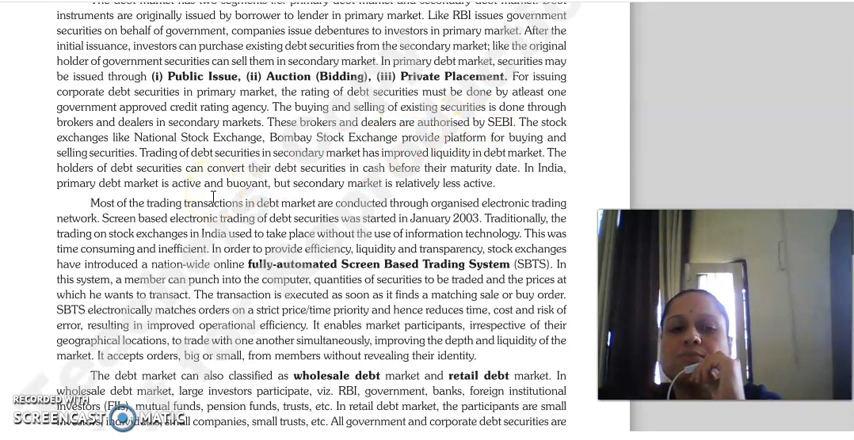 The debt market has two segments i.e. primary debt market and secondary debt market. Debt
instruments are originally issued by borrower to lender in primary market. Like RBI issues government
securities on behalf of government, companies issue debentures to investors in primary market. After the
initial issuance, investors can purchase existing debt securities from the secondary market; like the original
holder of government securities can sell them in secondary market. In primary debt market, securities may
be issued through (i) Public Issue, (ii) Auction (Bidding), (iii) Private Placement. For issuing
corporate debt securities in primary market, the rating of debt securities must be done by atleast one
government approved credit rating agency. The buying and selling of existing securities is done through
brokers and dealers in secondary markets. These brokers and dealers are authorised by SEBI. The stock
exchanges like National Stock Exchange, Bombay Stock Exchange provide platform for buying and
selling securities. Trading of debt securities in secondary market has improved liquidity in debt market. The
holders of debt securities can convert their debt securities in cash before their maturity date. In India,
primary debt market is active and buoyant, but secondary market is relatively less active.
Most of the trading transactions in debt market are conducted through organised electronic trading
network. Screen based electronic trading of debt securities was started in January 2003. Traditionally, the
trading on stock exchanges in India used to take place without the use of information technology. This was
time consuming and inefficient. In order to provide efficiency, liquidity and transparency, stock exchanges
have introduced a nation-wide online fully-automated Screen Based Trading System (SBTS). In
this system, a member can punch into the computer, quantities of securities to be traded and the prices at
which he wants to transact. The transaction is executed as soon as it finds a matching sale or buy order.
SBTS electronically matches orders on a strict price/time priority and hence reduces time, cost and risk of
error, resulting in improved operational efficiency. It enables market participants, irrespective of their
geographical locations, to trade with one another simultaneously, improving the depth and liquidity of the
market. It accepts orders, big or small, from members without revealing their identity.
The debt market can also classified as wholesale debt market and retail debt market. In
wholesale debt market, large investors participate, viz. RBI, government, banks, foreign institutional
investors (FIIs), mutual funds, pension funds, trusts, etc. In retail debt market, the participants are small
small companies, small trusts, etc. All government and corporate debt securities are
RECORDED WITH
SCREENCAST MATIC